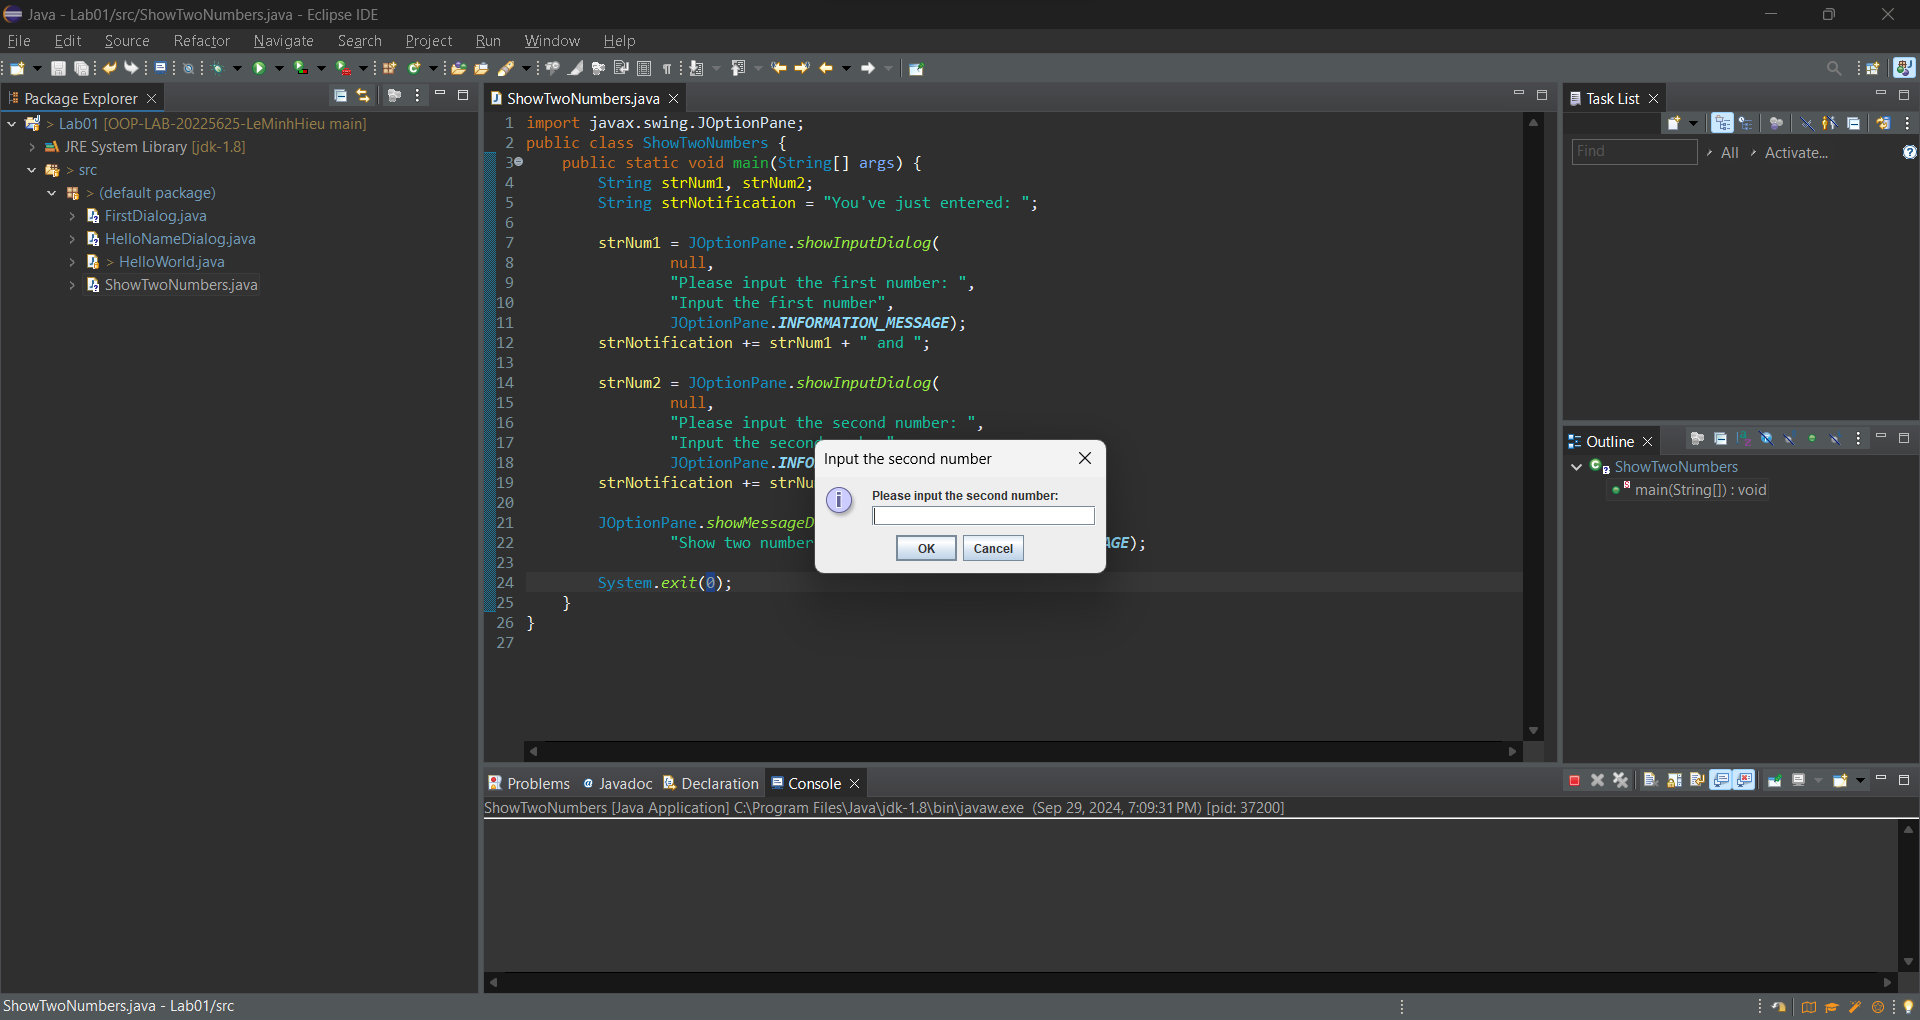 Java - Lab01/src/ShowTwoNumbers.java - Eclipse IDE
File Edit Source Refactor Navigate Search Project Run Window Help
Package Explorer
> Lab01 [OOP-LAB-20225625-LeMinhHieu main]
JRE System Library [jdk-1.8]
> src
> (default package)
FirstDialog.java
HelloNameDialog.java
> HelloWorld.java
ShowTwoNumbers.java
ShowTwoNumbers.java
1 import javax.swing.JOptionPane;
2 public class ShowTwoNumbers {
3 public static void main(String[] args) {
4 String strNum1, strNum2;
5 String strNotification = "You've just entered: ";
6
7 strNum1 = JOptionPane.showInputDialog(
8 null,
9 "Please input the first number: ",
10 "Input the first number",
11 JOptionPane.INFORMATION_MESSAGE);
12 strNotification += strNum1 + " and ";
13
14 strNum2 = JOptionPane.showInputDialog(
15 null,
16 "Please input the second number: ",
17 "Input the secon
18 JOptionPane.INFO
19 strNotification += strNu
20
21 JOptionPane.showMessageD
22 "Show two number AGE);
23
24 System.exit(0);
25 }
26 }
27
Input the second number
Please input the second number:
OK Cancel
Task List
Find
All Activate...
Outline
ShowTwoNumbers
main(String[]) : void
Problems @ Javadoc Declaration Console
ShowTwoNumbers [Java Application] C:\Program Files\Java\jdk-1.8\bin\javaw.exe (Sep 29, 2024, 7:09:31 PM) [pid: 37200]
ShowTwoNumbers.java - Lab01/src